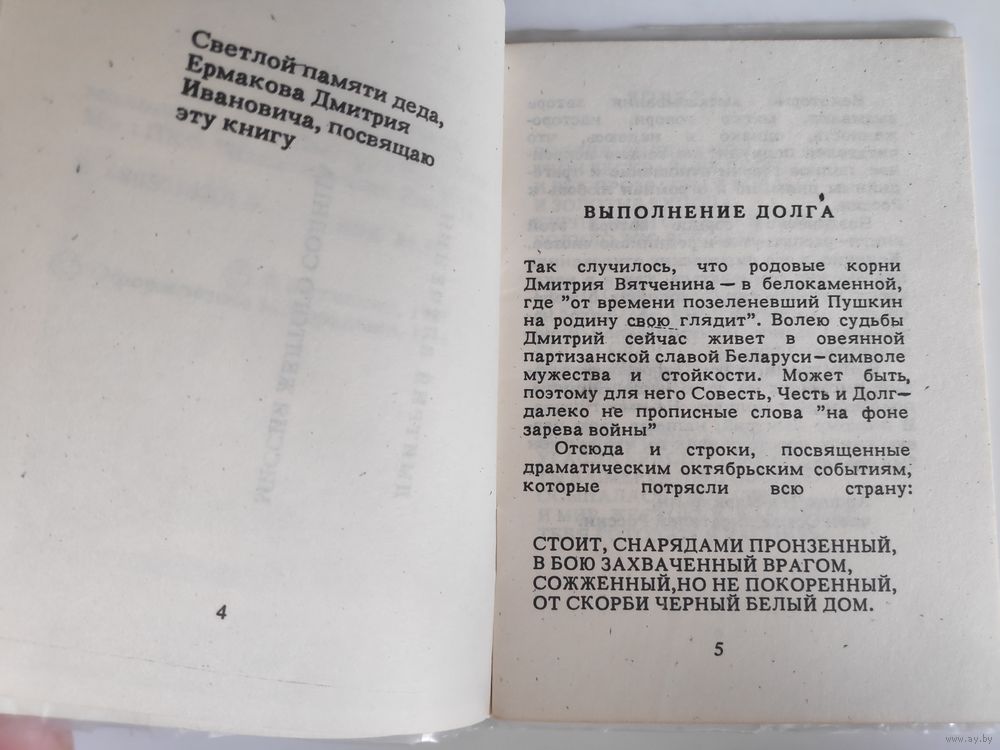 Светлой памяти деда,
Ермакова Дмитрия
Ивановича, посвящаю
эту книгу
4
ВЫПОЛНЕНИЕ ДОЛГА
Так случилось, что родовые корни
Дмитрия Вятченина — в белокаменной,
где "от времени позеленевший Пушкин
на родину свою глядит". Волею судьбы
Дмитрий сейчас живет в овеянной
партизанской славой Беларуси—символе
мужества и стойкости. Может быть,
поэтому для него Совесть, Честь и Долг—
далеко не прописные слова "на фоне
зарева войны"
Отсюда и строки, посвященные
драматическим октябрьским событиям,
которые потрясли всю страну:
СТОИТ, СНАРЯДАМИ ПРОНЗЕННЫЙ,
В БОЮ ЗАХВАЧЕННЫЙ ВРАГОМ,
СОЖЖЕННЫЙ,НО НЕ ПОКОРЕННЫЙ,
ОТ СКОРБИ ЧЕРНЫЙ БЕЛЫЙ ДОМ.
5
www.ay.by